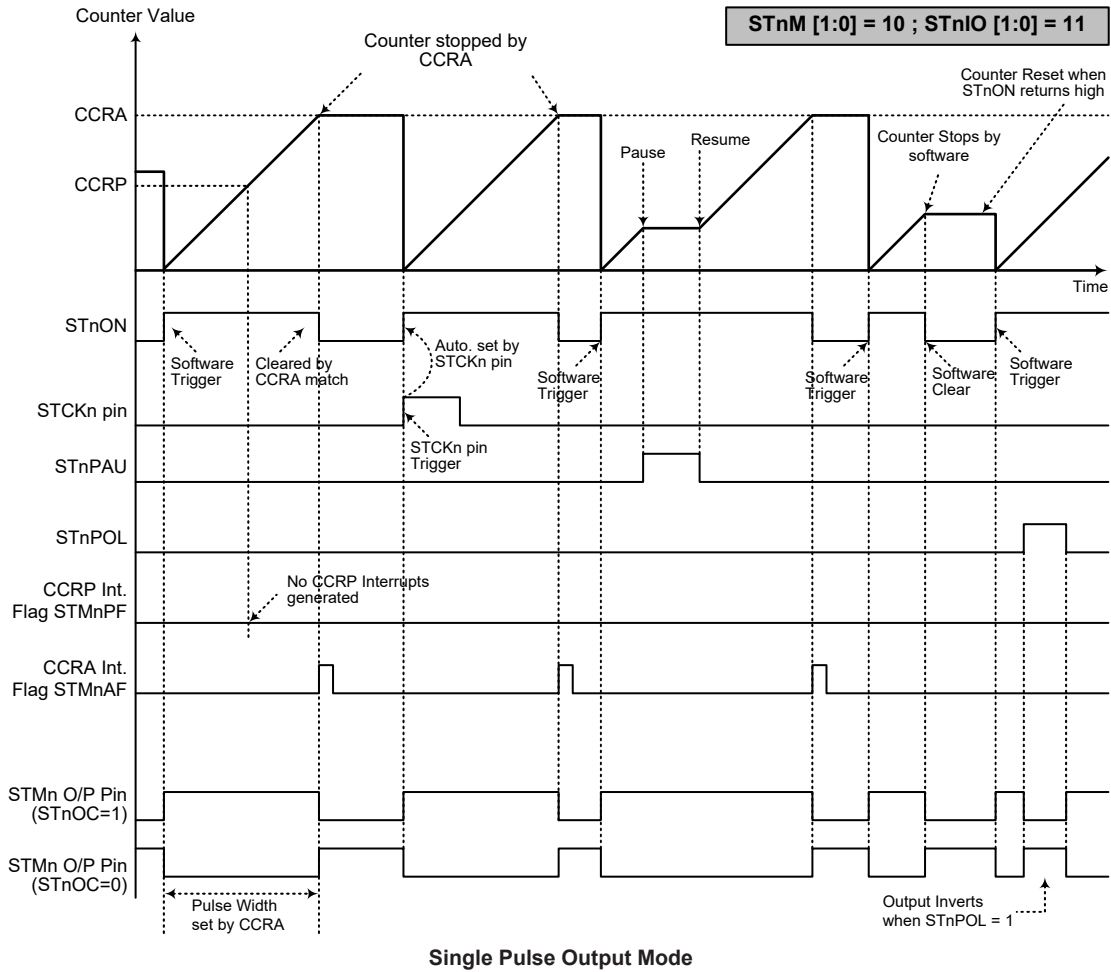 Counter Value
STnM [1:0] = 10 ; STnIO [1:0] = 11
Counter stopped by
CCRA
Counter Reset when
STnON returns high
CCRA
Pause
Resume
Counter Stops by
software
CCRP
Time
STnON
Software
Trigger
Cleared by
CCRA match
Auto. set by
STCKn pin
Software
Trigger
Software
Trigger
Software
Clear
Software
Trigger
STCKn pin
STCKn pin
Trigger
STnPAU
STnPOL
CCRP Int.
Flag STMnPF
No CCRP Interrupts
generated
CCRA Int.
Flag STMnAF
STMn O/P Pin
(STnOC=1)
STMn O/P Pin
(STnOC=0)
Pulse Width
set by CCRA
Output Inverts
when STnPOL = 1
Single Pulse Output Mode